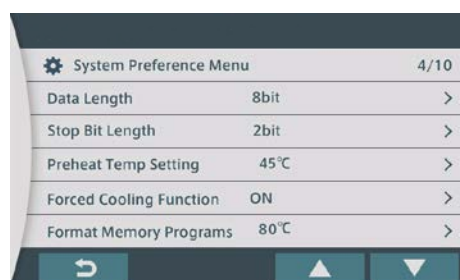 System Preference Menu 4/10
Data Length 8bit
Stop Bit Length 2bit
Preheat Temp Setting 45℃
Forced Cooling Function ON
Format Memory Programs 80℃